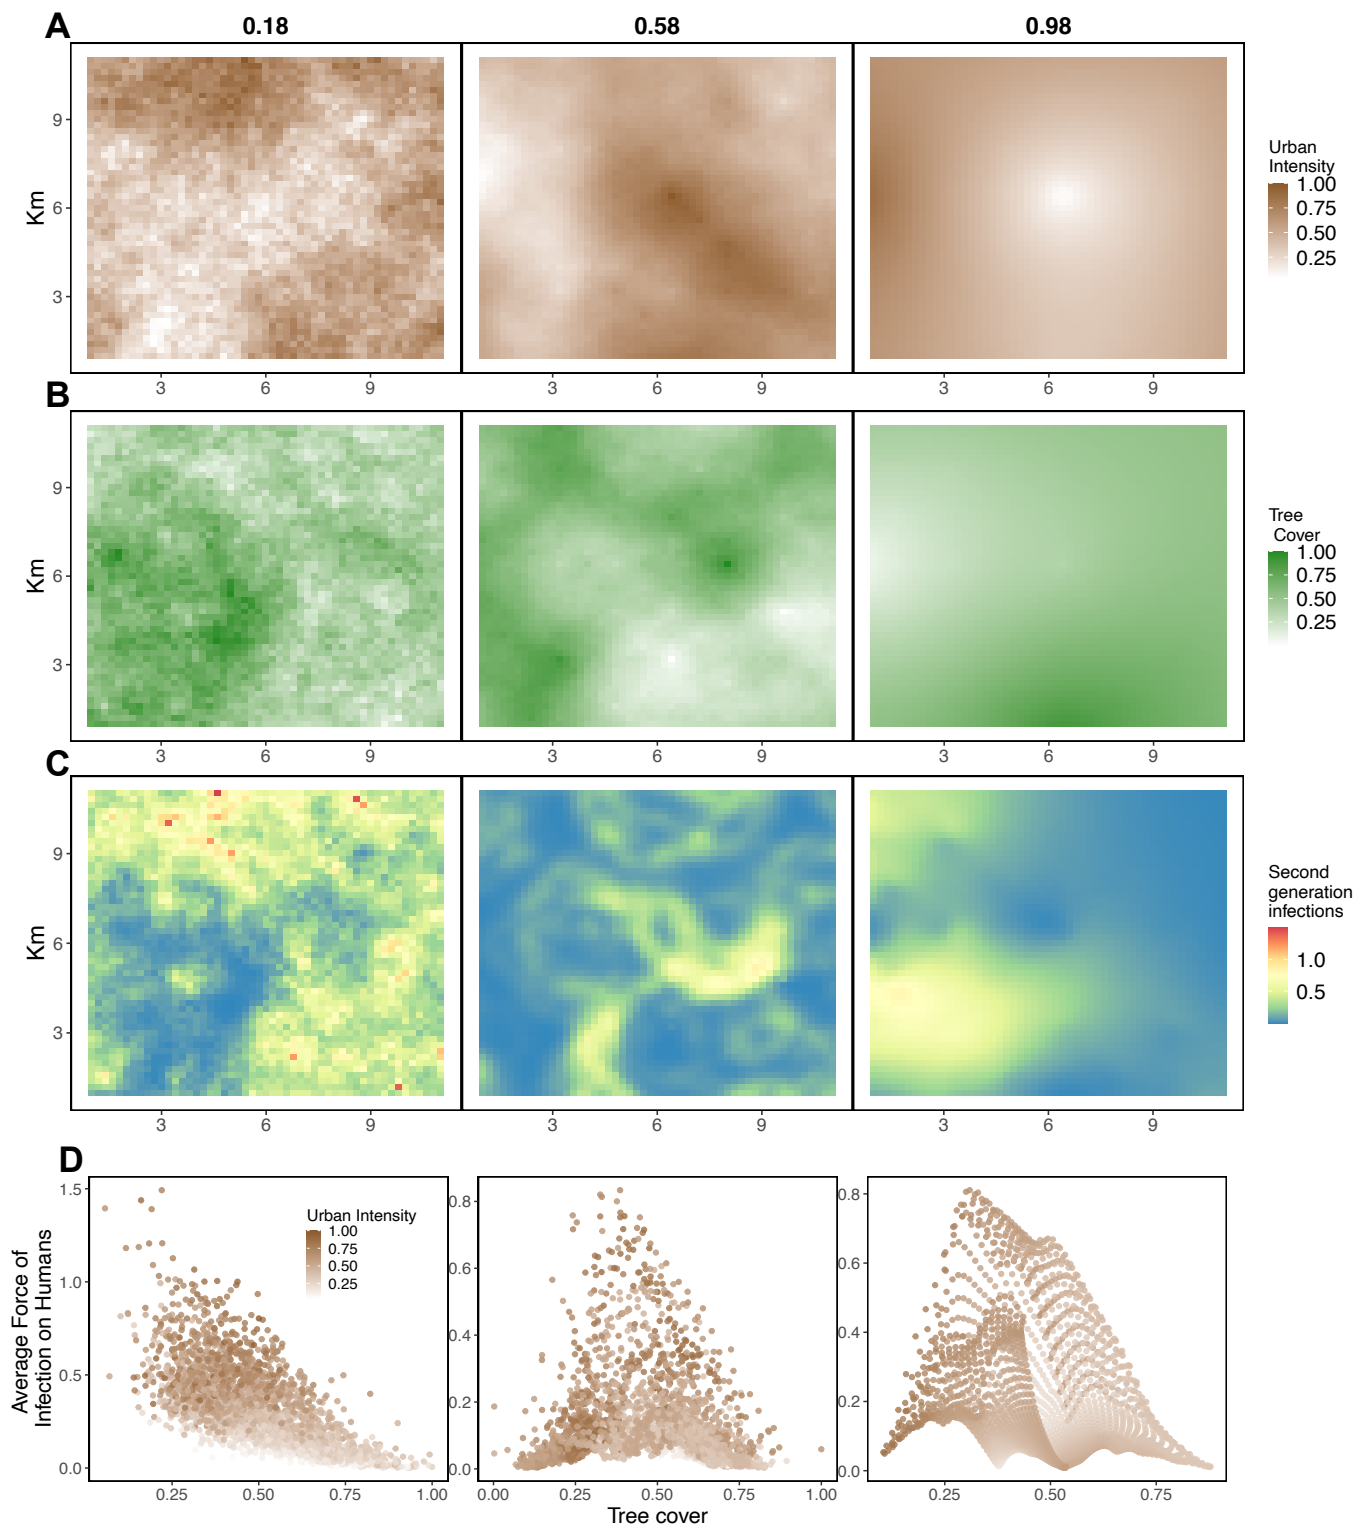 A
0.18 0.58 0.98
Km
9
6
3
3 6 9 3 6 9 3 6 9
Urban
Intensity
1.00
0.75
0.50
0.25
B
Km
9
6
3
3 6 9 3 6 9 3 6 9
Tree
Cover
1.00
0.75
0.50
0.25
C
Km
9
6
3
3 6 9 3 6 9 3 6 9
Second
generation
infections
1.0
0.5
D
Average Force of
Infection on Humans
1.5
1.0
0.5
0.0
Urban Intensity
1.00
0.75
0.50
0.25
0.8
0.6
0.4
0.2
0.0
0.8
0.6
0.4
0.2
0.0
0.25 0.50 0.75 1.00 0.00 0.25 0.50 0.75 1.00 0.25 0.50 0.75
Tree cover